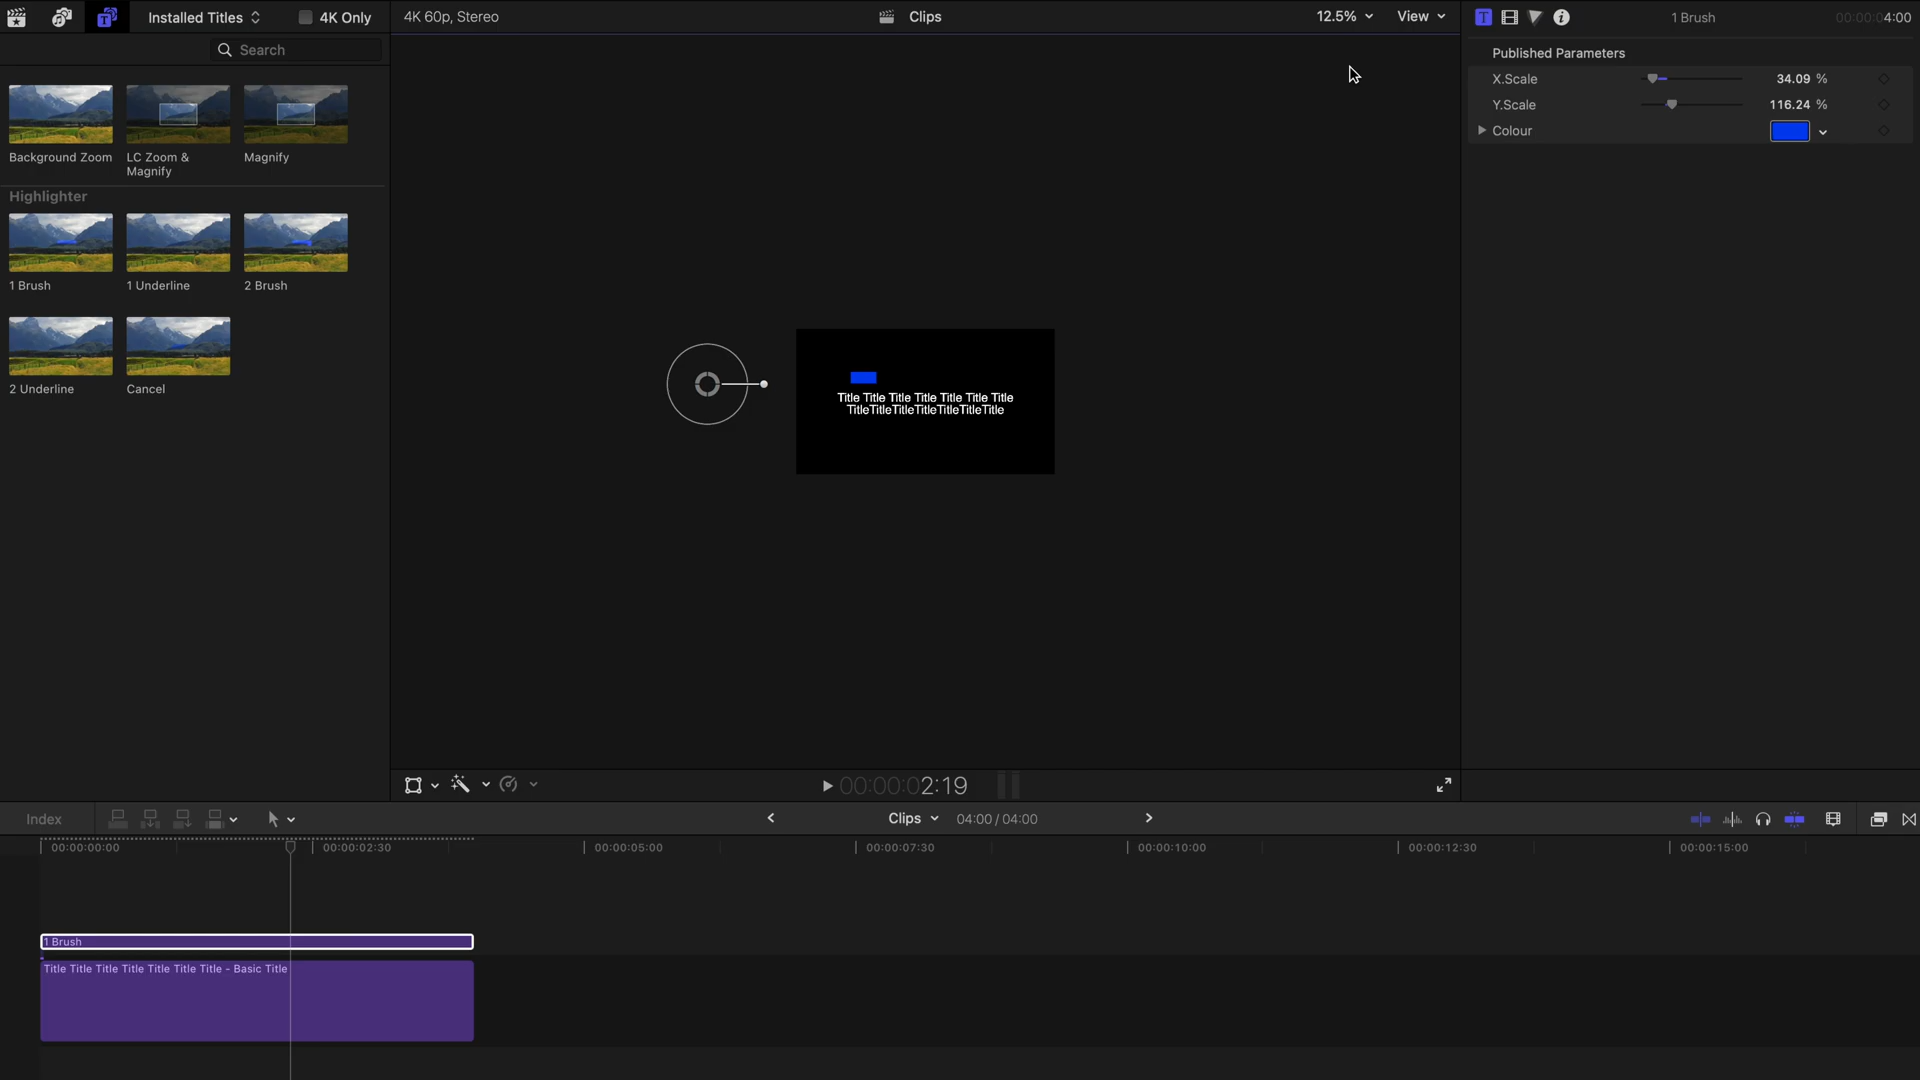 Installed Titles
4K Only
4K 60p, Stereo
Clips
12.5%
View
1 Brush
00:00:04:00
Search
Background Zoom
LC Zoom &
Magnify
Magnify
Highlighter
1 Brush
1 Underline
2 Brush
2 Underline
Cancel
Title Title Title Title Title Title Title
TitleTitleTitleTitleTitleTitleTitle
Published Parameters
X.Scale
34.09 %
Y.Scale
116.24 %
Colour
00:00:02:19
Index
Clips
04:00 / 04:00
00:00:00:00
00:00:02:30
00:00:05:00
00:00:07:30
00:00:10:00
00:00:12:30
00:00:15:00
1 Brush
Title Title Title Title Title Title Title - Basic Title